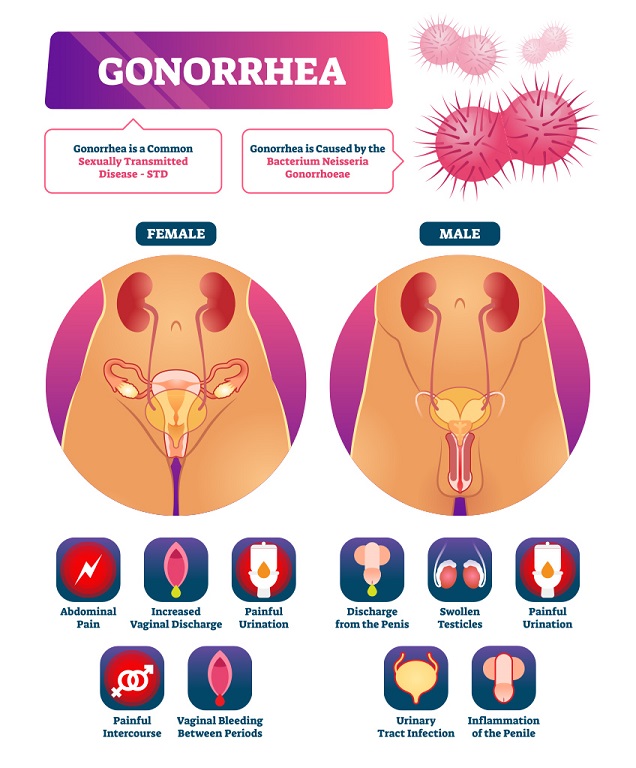 GONORRHEA
Gonorrhea is a Common
Sexually Transmitted
Disease - STD
Gonorrhea is Caused by the
Bacterium Neisseria
Gonorrhoeae
FEMALE
MALE
Abdominal
Pain
Increased
Vaginal Discharge
Painful
Urination
Discharge
from the Penis
Swollen
Testicles
Painful
Urination
Painful
Intercourse
Vaginal Bleeding
Between Periods
Urinary
Tract Infection
Inflammation
of the Penile